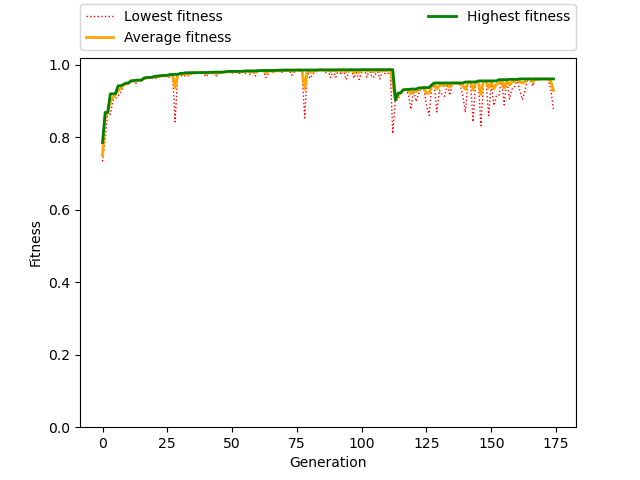 Lowest fitness
Average fitness
Highest fitness
1.0
0.8
0.6
0.4
0.2
0.0
Fitness
0 25 50 75 100 125 150 175
Generation